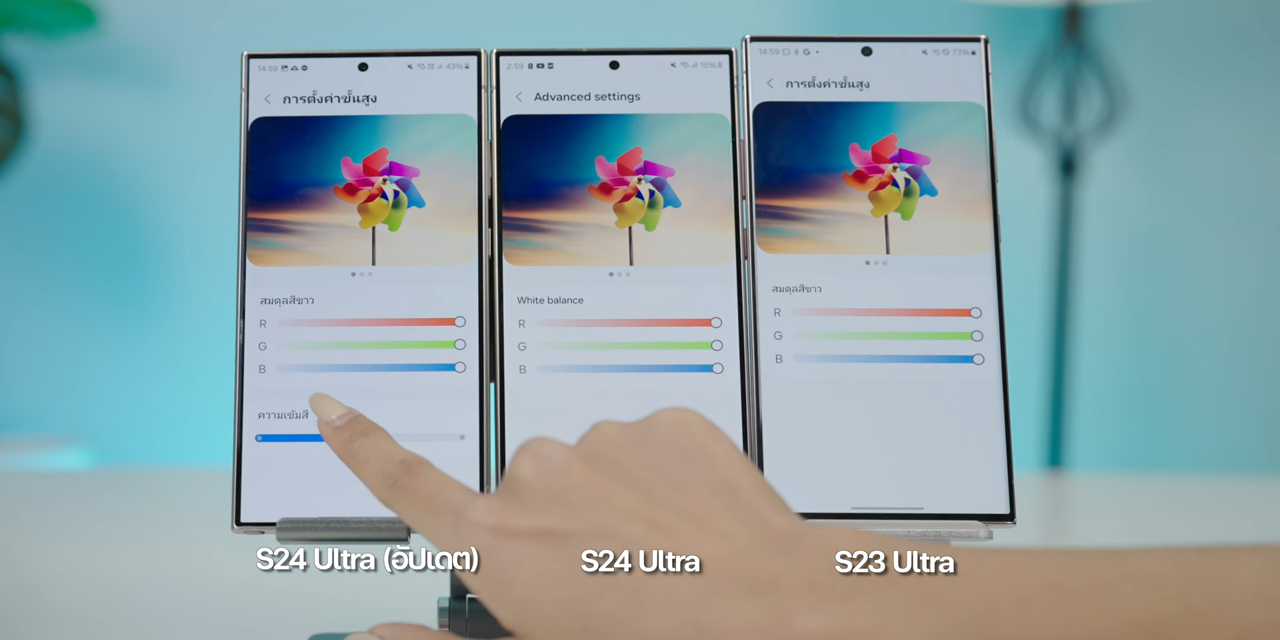 14:59 43%
การตั้งค่าขั้นสูง
สมดุลสีขาว
R
G
B
ความเข้มสี
2:59 15%
Advanced settings
White balance
R
G
B
14:59 G 73%
การตั้งค่าขั้นสูง
สมดุลสีขาว
R
G
B
S24 Ultra (อัปเดต)
S24 Ultra
S23 Ultra